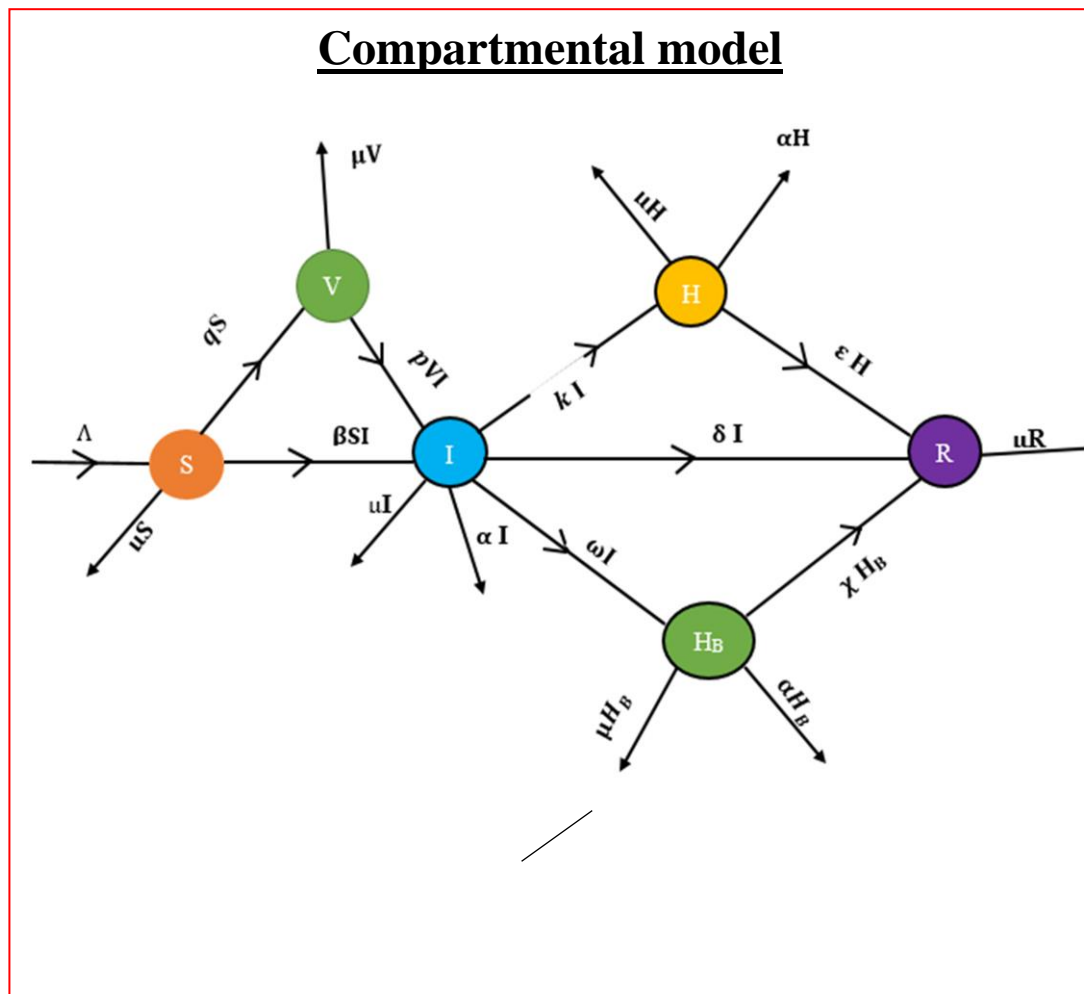 Compartmental model
μV
αH
μH
V
H
qS
pVI
ε H
k I
Λ
βSI
δ I
μR
S
I
R
μS
μI
α I
ωI
χ H_B
H_B
μH_B
αH_B